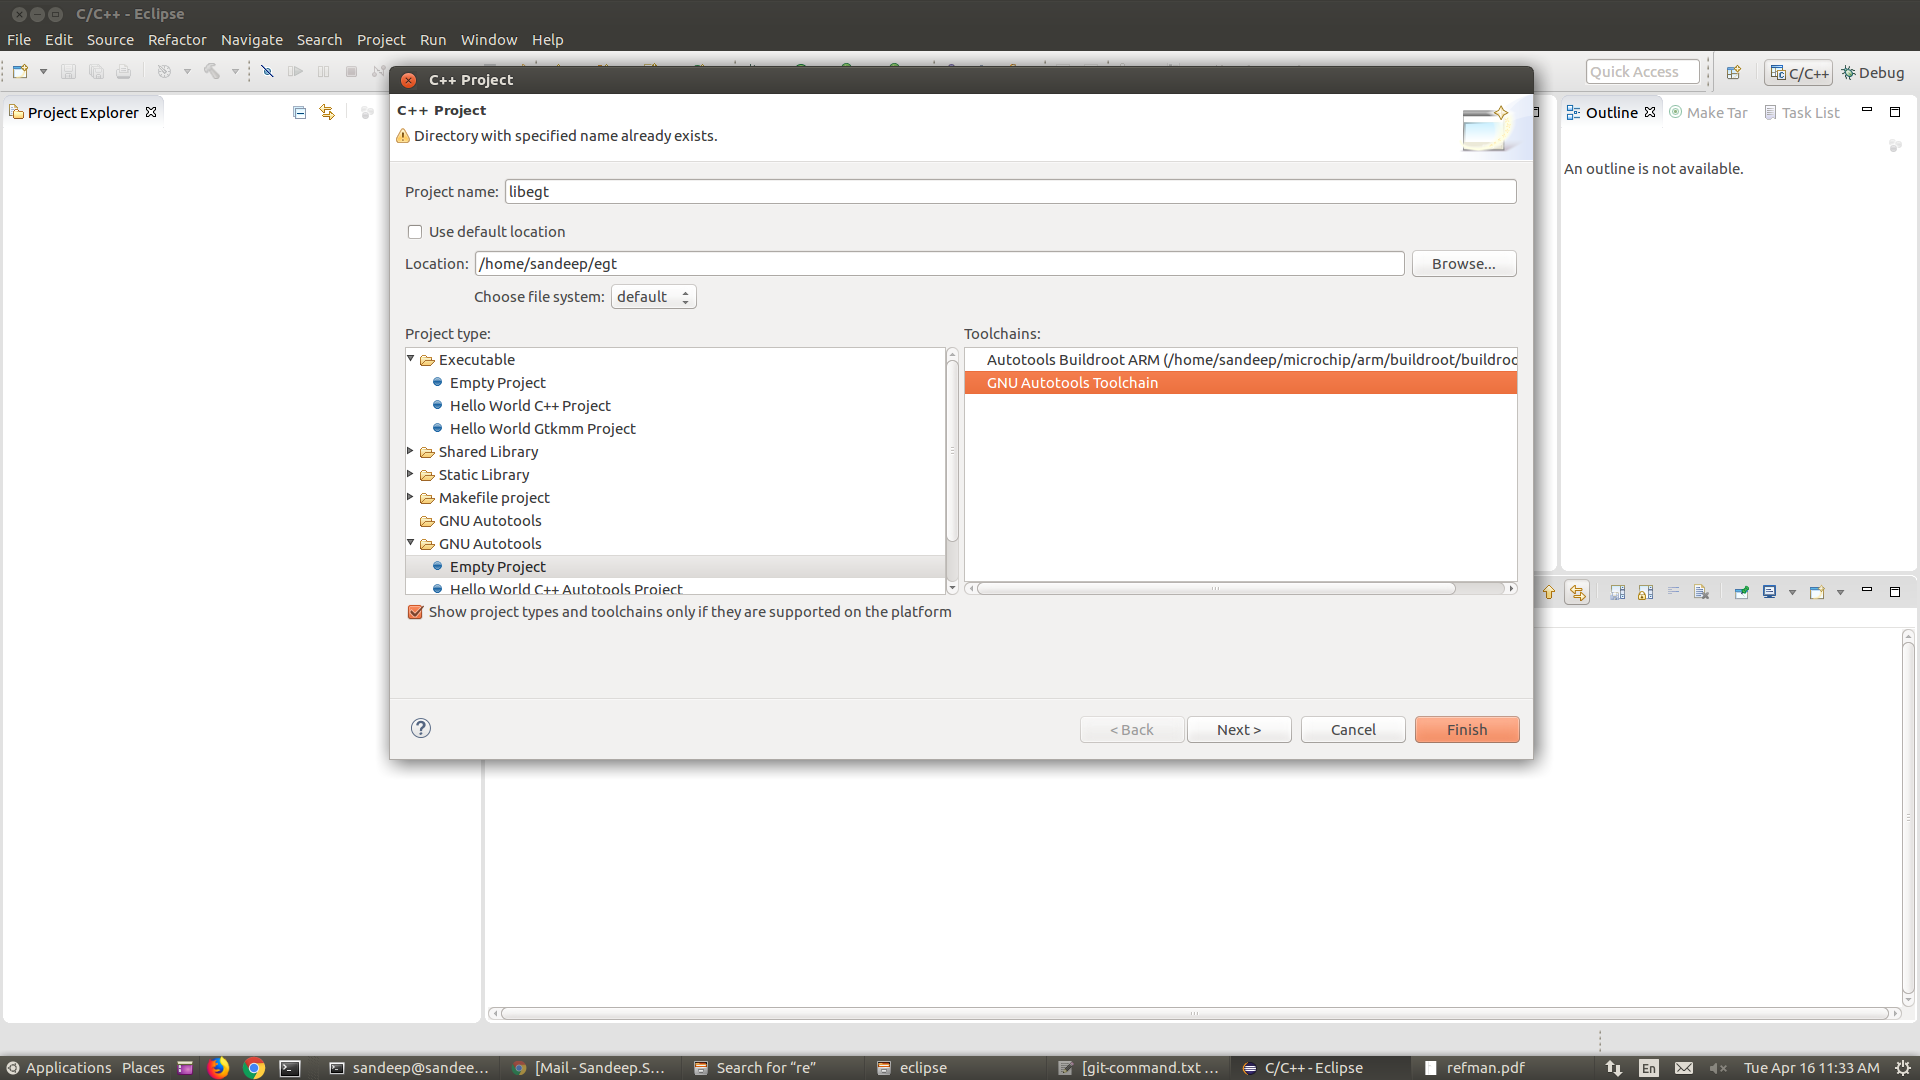 C/C++ - Eclipse
File Edit Source Refactor Navigate Search Project Run Window Help
Quick Access
C/C++
Debug
Project Explorer
C++ Project
C++ Project
Directory with specified name already exists.
Project name: libegt
Use default location
Location: /home/sandeep/egt
Browse...
Choose file system: default
Project type:
Executable
Empty Project
Hello World C++ Project
Hello World Gtkmm Project
Shared Library
Static Library
Makefile project
GNU Autotools
GNU Autotools
Empty Project
Hello World C++ Autotools Project
Toolchains:
Autotools Buildroot ARM (/home/sandeep/microchip/arm/buildroot/buildroo
GNU Autotools Toolchain
Show project types and toolchains only if they are supported on the platform
? < Back Next > Cancel Finish
Outline Make Tar Task List
An outline is not available.
Applications Places sandeep@sandee... [Mail - Sandeep.S... Search for “re” eclipse [git-command.txt ... C/C++ - Eclipse refman.pdf En Tue Apr 16 11:33 AM